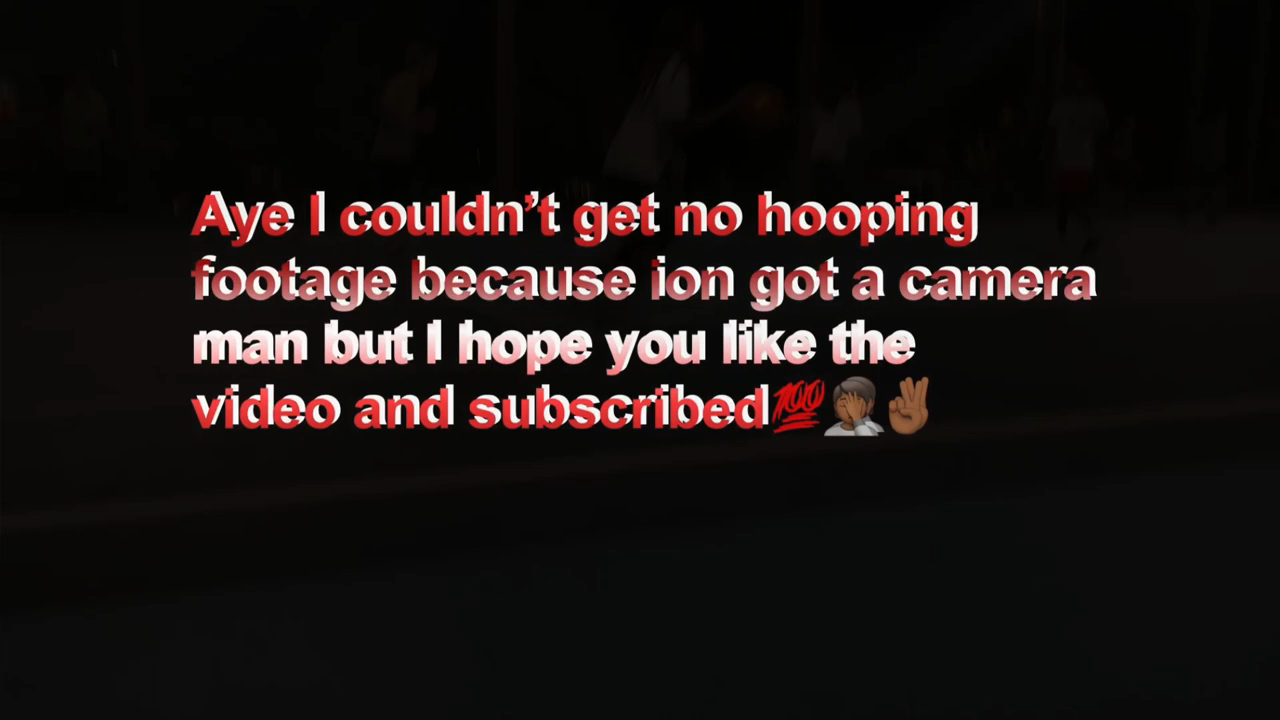 Aye I couldn’t get no hooping
footage because ion got a camera
man but I hope you like the
video and subscribed💯🤦🏾✌🏾